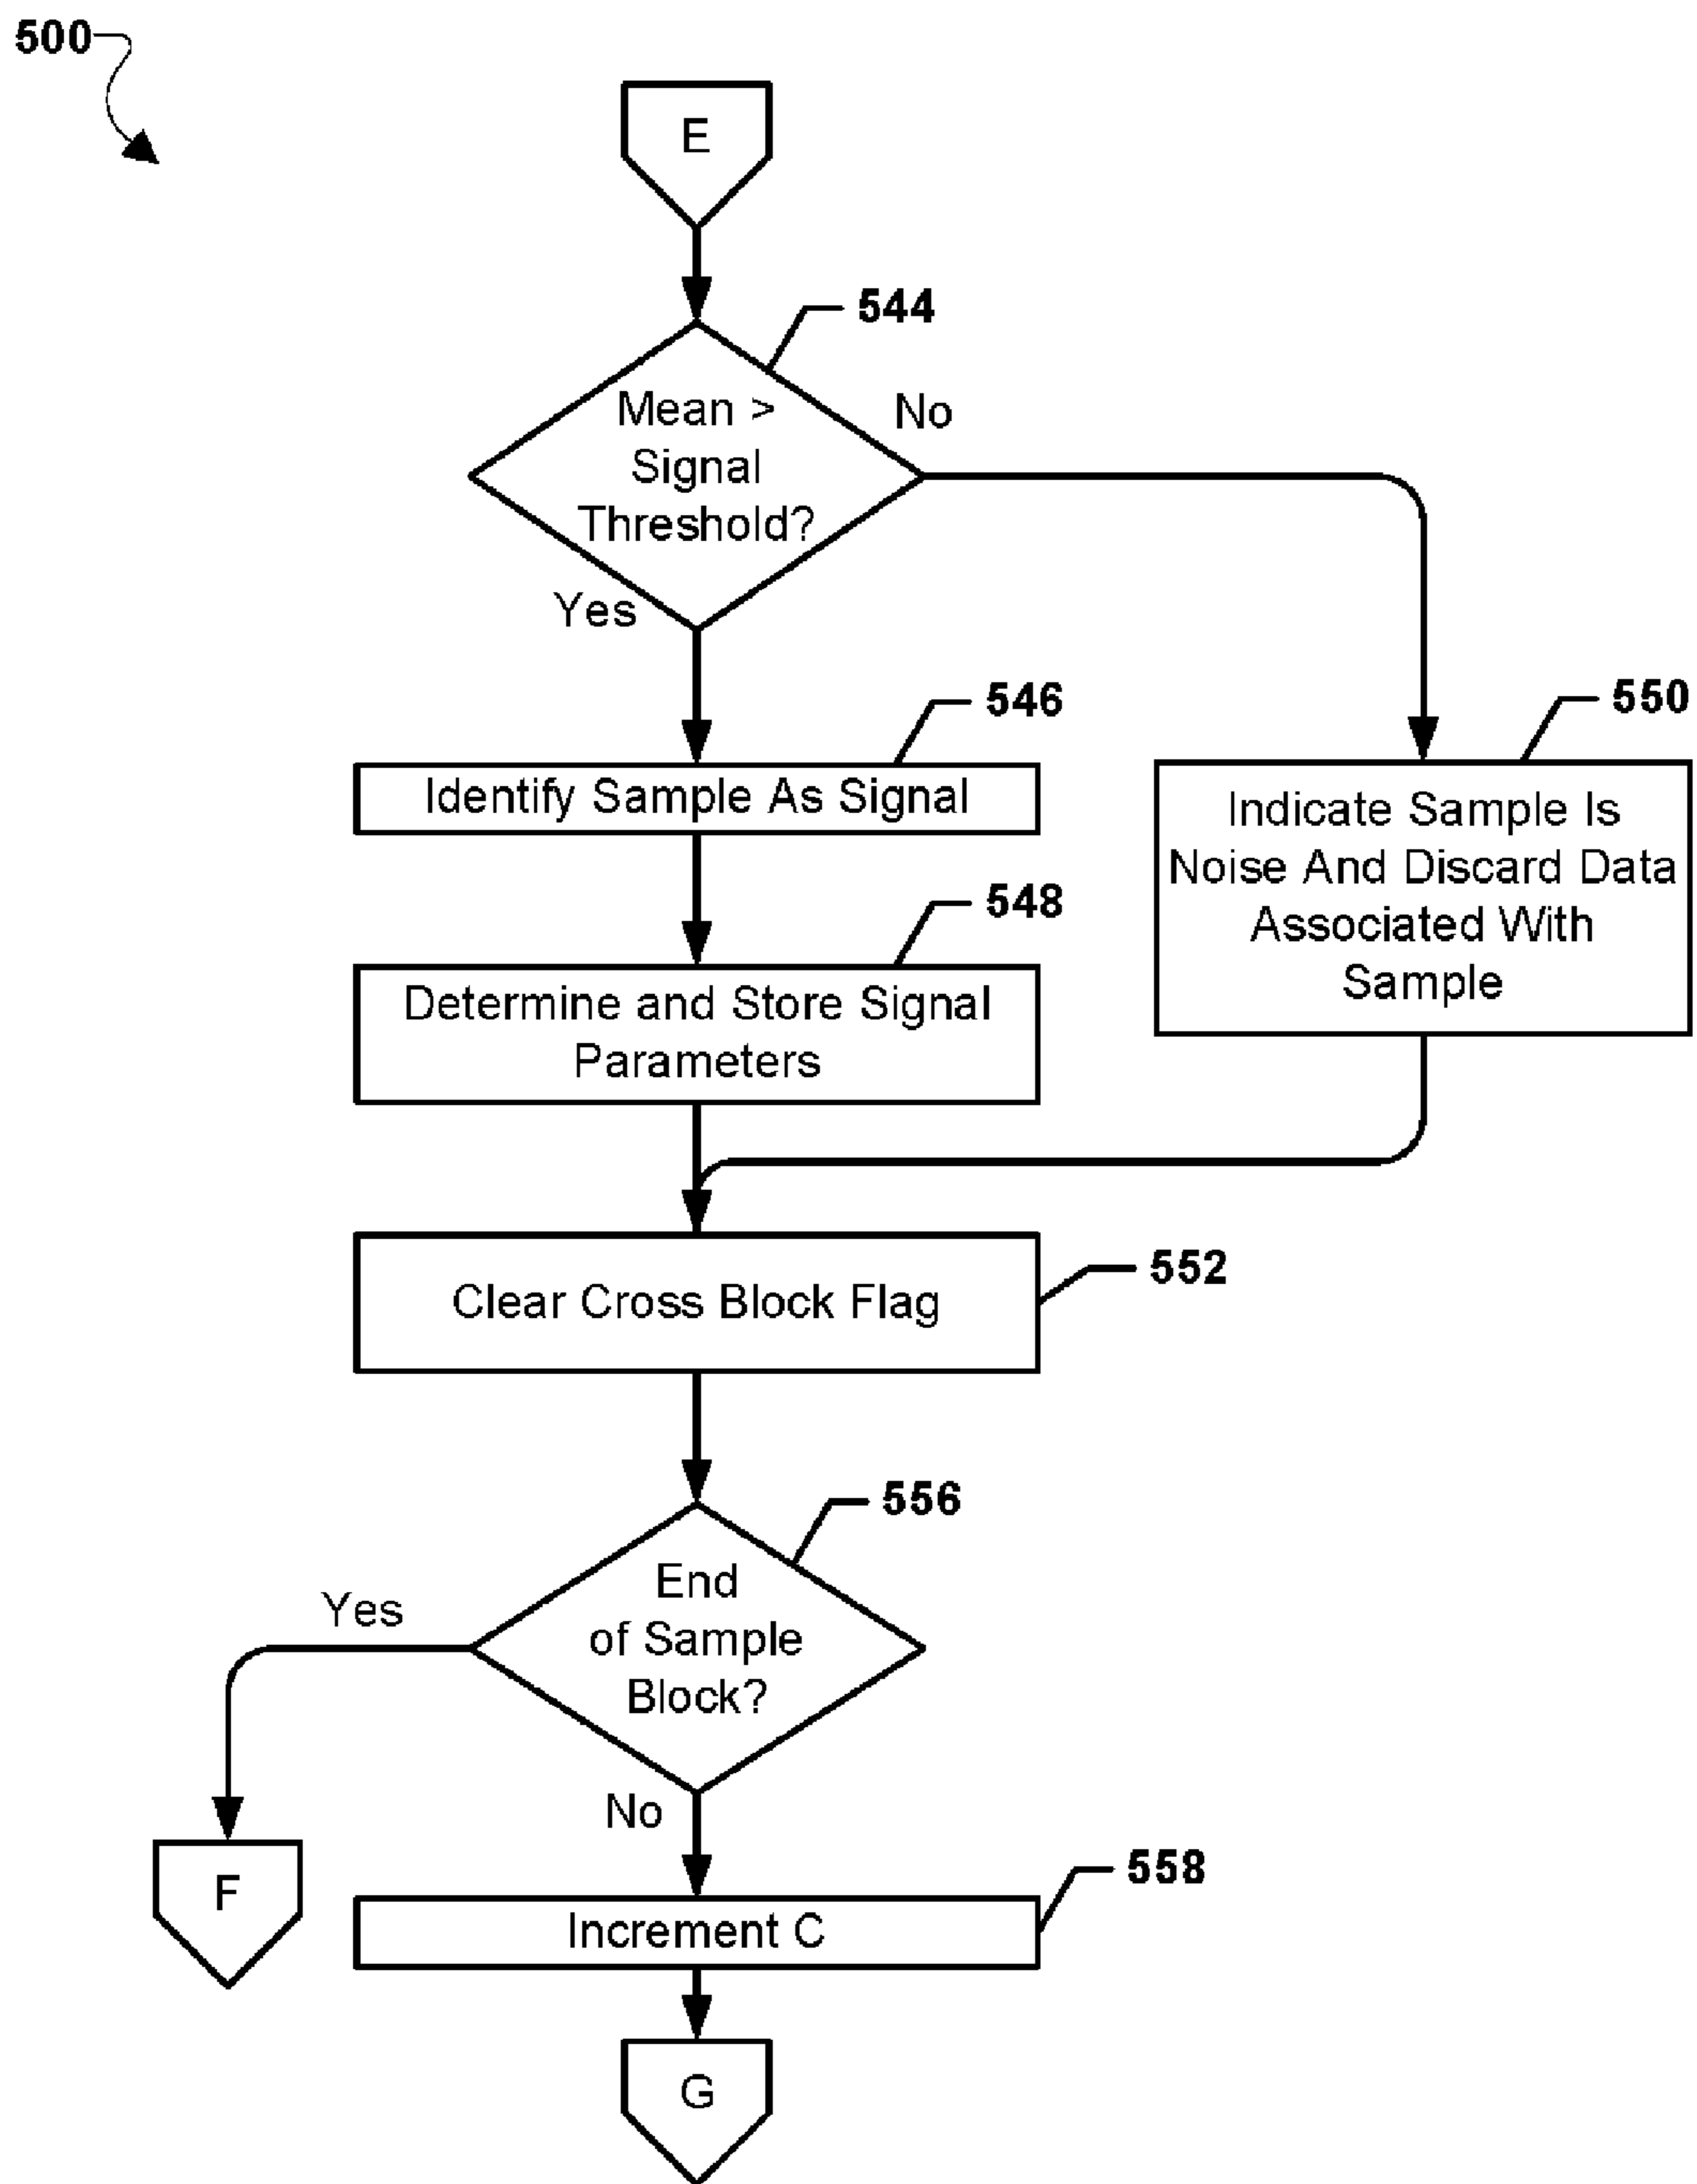 500
E
544
Mean >
Signal
Threshold?
No
Yes
546
Identify Sample As Signal
550
Indicate Sample Is
Noise And Discard Data
Associated With
Sample
548
Determine and Store Signal
Parameters
552
Clear Cross Block Flag
556
End
of Sample
Block?
Yes
No
F
558
Increment C
G